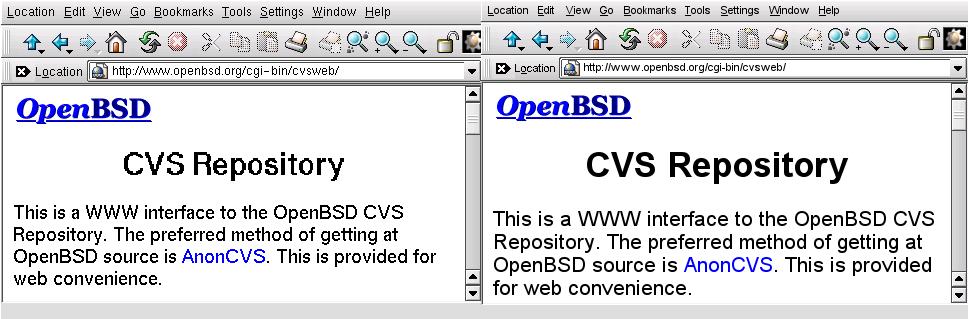 Location Edit View Go Bookmarks Tools Settings Window Help
Location http://www.openbsd.org/cgi-bin/cvsweb/
OpenBSD
CVS Repository
This is a WWW interface to the OpenBSD CVS
Repository. The preferred method of getting at
OpenBSD source is AnonCVS. This is provided for
web convenience.
Location Edit View Go Bookmarks Tools Settings Window Help
Location http://www.openbsd.org/cgi-bin/cvsweb/
OpenBSD
CVS Repository
This is a WWW interface to the OpenBSD CVS
Repository. The preferred method of getting at
OpenBSD source is AnonCVS. This is provided
for web convenience.